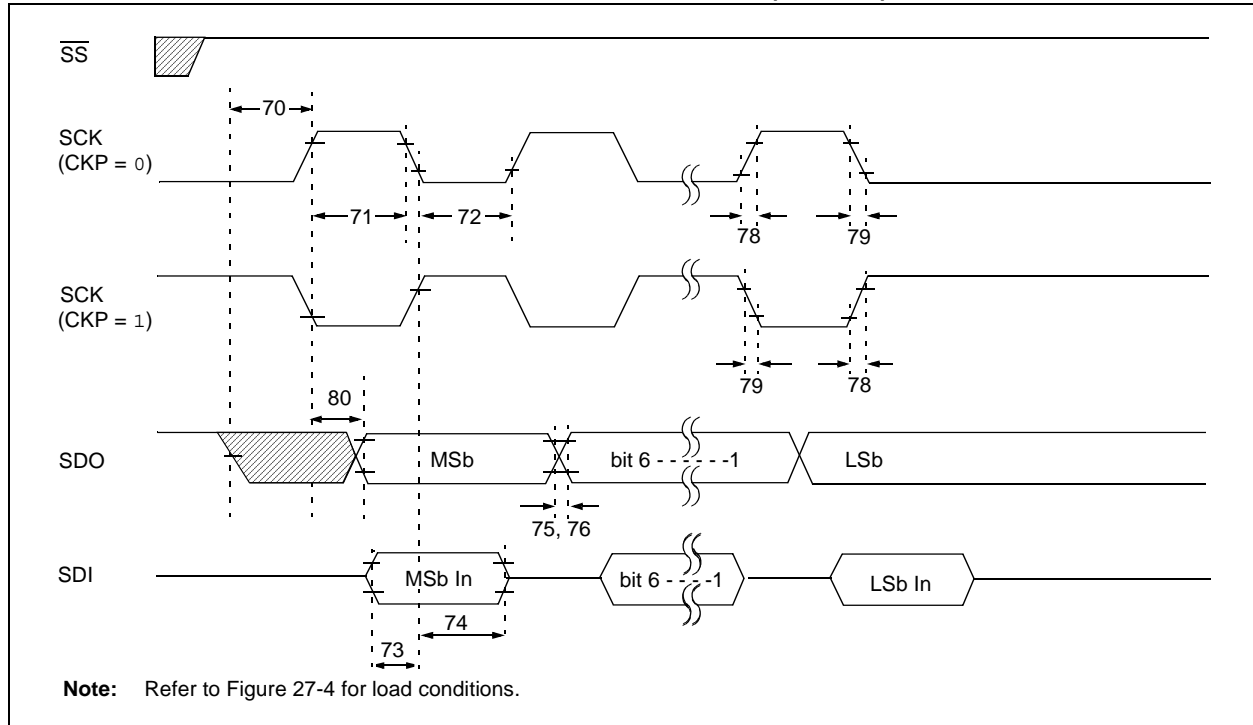 SS
70
SCK
(CKP = 0)
71
72
78
79
SCK
(CKP = 1)
79
78
80
SDO
MSb
bit 6 - - - - - -1
LSb
75, 76
SDI
MSb In
bit 6 - - - -1
LSb In
74
73
Note: Refer to Figure 27-4 for load conditions.